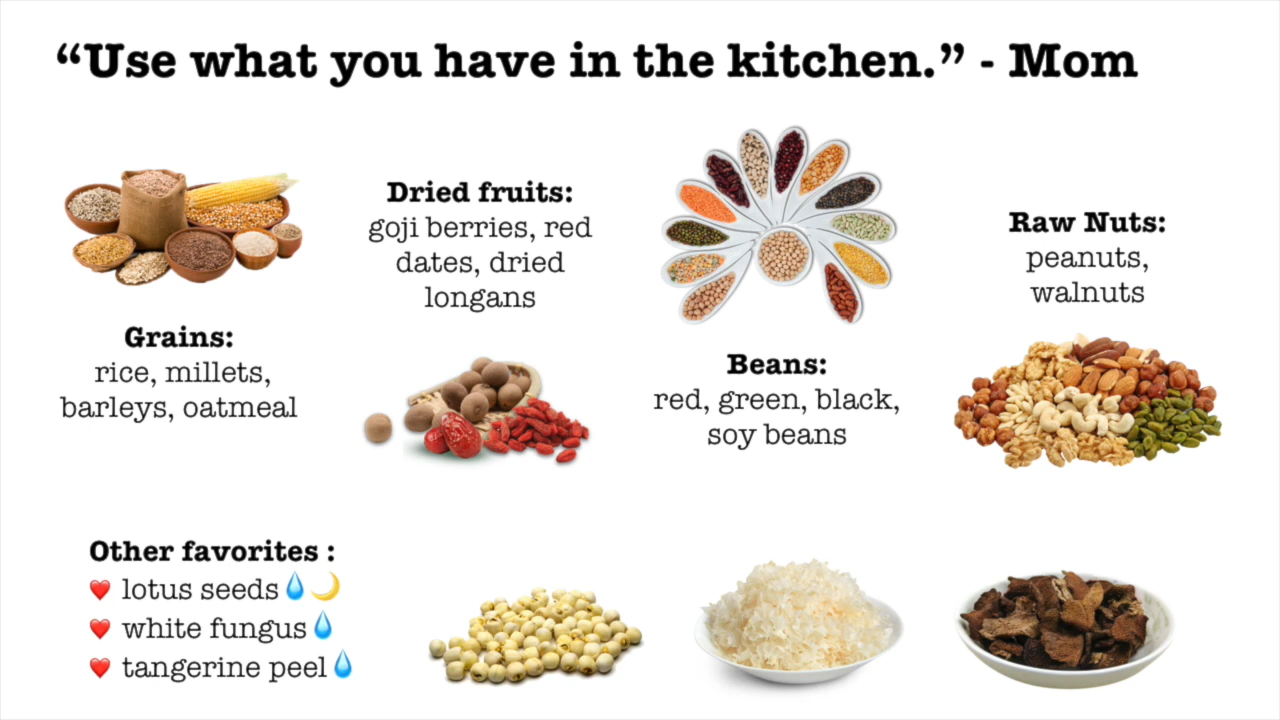 “Use what you have in the kitchen.” - Mom
Grains:
rice, millets,
barleys, oatmeal
Dried fruits:
goji berries, red
dates, dried
longans
Beans:
red, green, black,
soy beans
Raw Nuts:
peanuts,
walnuts
Other favorites :
❤️ lotus seeds💧🌙
❤️ white fungus💧
❤️ tangerine peel💧